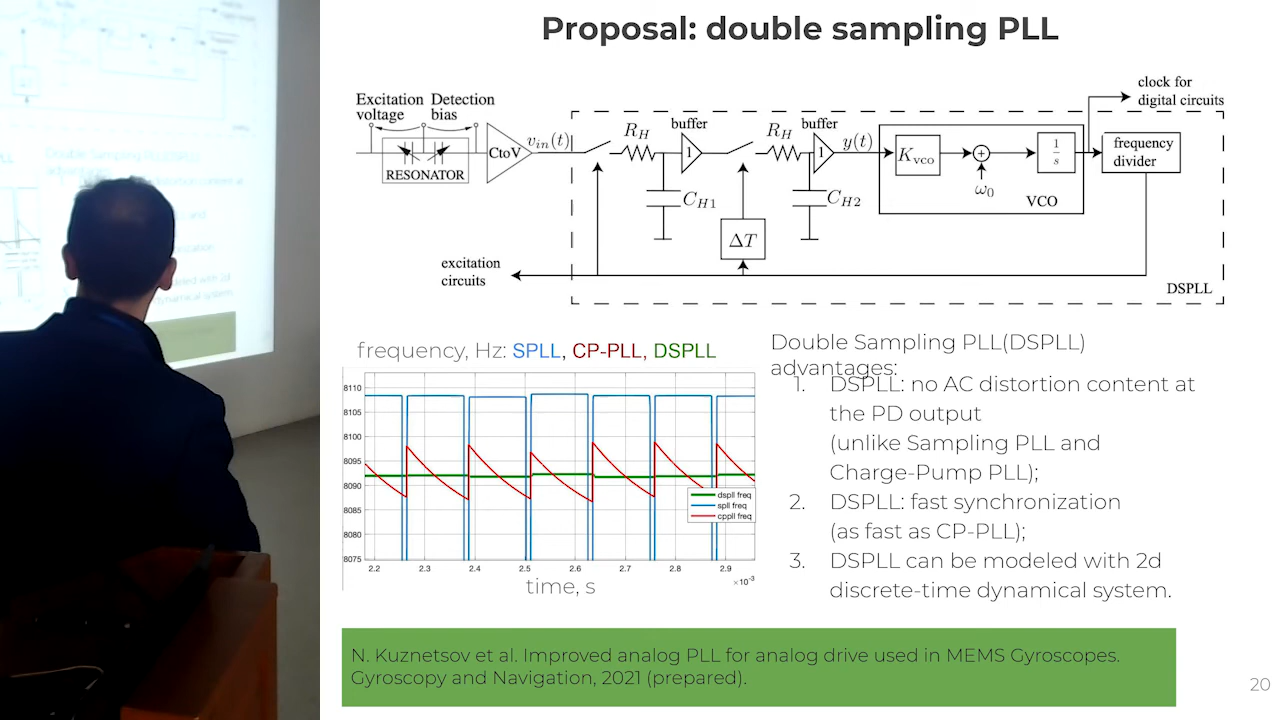 Proposal: double sampling PLL
clock for
digital circuits
Excitation
voltage
Detection
bias
CtoV
RESONATOR
v_in(t)
R_H
buffer
1
C_H1
R_H
buffer
1
C_H2
y(t)
K_vco
+
ω_0
1
s
VCO
frequency
divider
ΔT
excitation
circuits
DSPLL
frequency, Hz: SPLL, CP-PLL, DSPLL
8110
8105
8100
8095
8090
8085
8080
8075
dspll freq
spll freq
cppll freq
2.2 2.3 2.4 2.5 2.6 2.7 2.8 2.9
×10^-3
time, s
Double Sampling PLL(DSPLL)
advantages:
1. DSPLL: no AC distortion content at
the PD output
(unlike Sampling PLL and
Charge-Pump PLL);
2. DSPLL: fast synchronization
(as fast as CP-PLL);
3. DSPLL can be modeled with 2d
discrete-time dynamical system.
N. Kuznetsov et al. Improved analog PLL for analog drive used in MEMS Gyroscopes.
Gyroscopy and Navigation, 2021 (prepared).
20